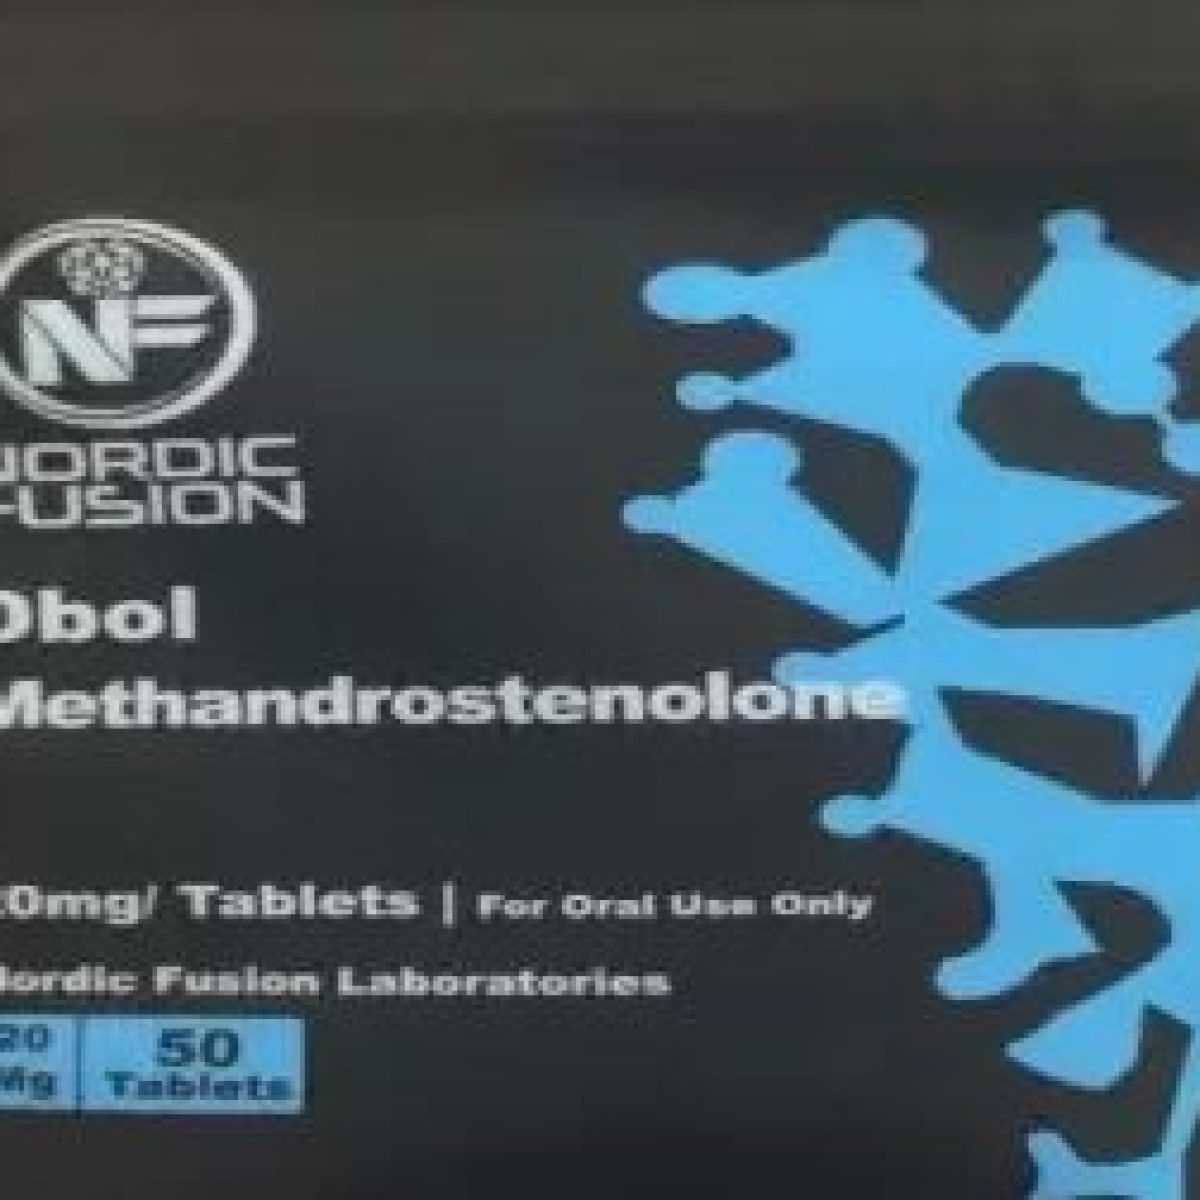 NF
NORDIC
FUSION
Dbol
Methandrostenolone
20mg/ Tablets | For Oral Use Only
Nordic Fusion Laboratories
20 Mg
50 Tablets